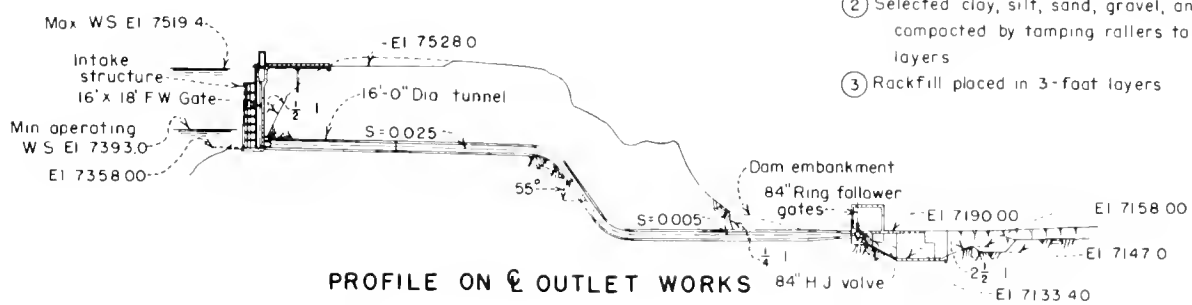 Max WS El 7519 4
Intake
structure
16' x 18' FW Gate
Min operating
WS El 7393.0
El 7358 00
El 7528 0
1/2 1
16'-0" Dia tunnel
S=0.025
55°
S=0.005
Dam embankment
84" Ring follower
gates
El 7190 00
El 7158 00
El 7147 0
1/4 1
84" H J valve
2 1/2 1
El 7133 40
PROFILE ON ℄ OUTLET WORKS
② Selected clay, silt, sand, gravel, an
compacted by tamping rollers to
layers
③ Rockfill placed in 3-foot layers